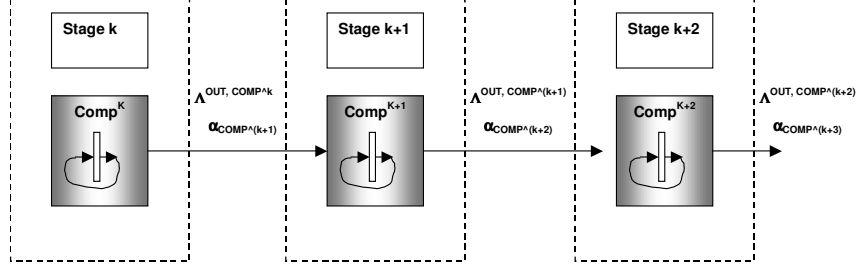 Stage k
Stage k+1
Stage k+2
Λ^OUT, COMP^k
Λ^OUT, COMP^(k+1)
Λ^OUT, COMP^(k+2)
Comp^K
Comp^K+1
Comp^K+2
α_COMP^(k+1)
α_COMP^(k+2)
α_COMP^(k+3)